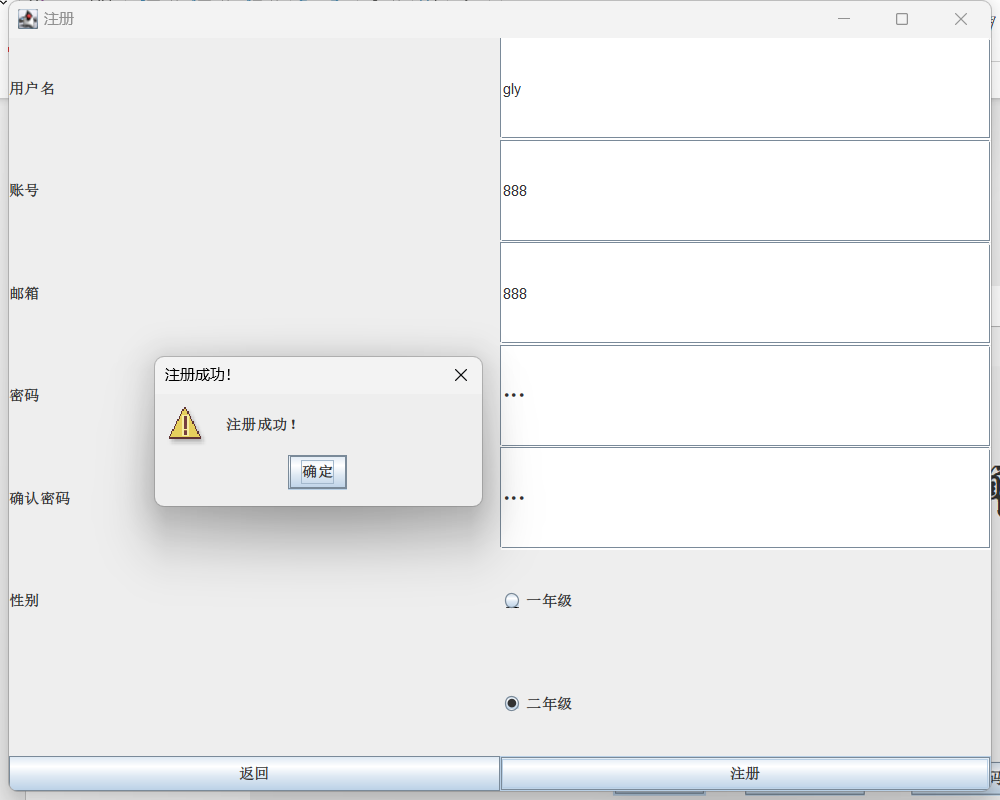 注册
用户名
gly
账号
888
邮箱
888
密码
•••
确认密码
•••
注册成功!
注册成功!
确定
性别
一年级
二年级
返回
注册